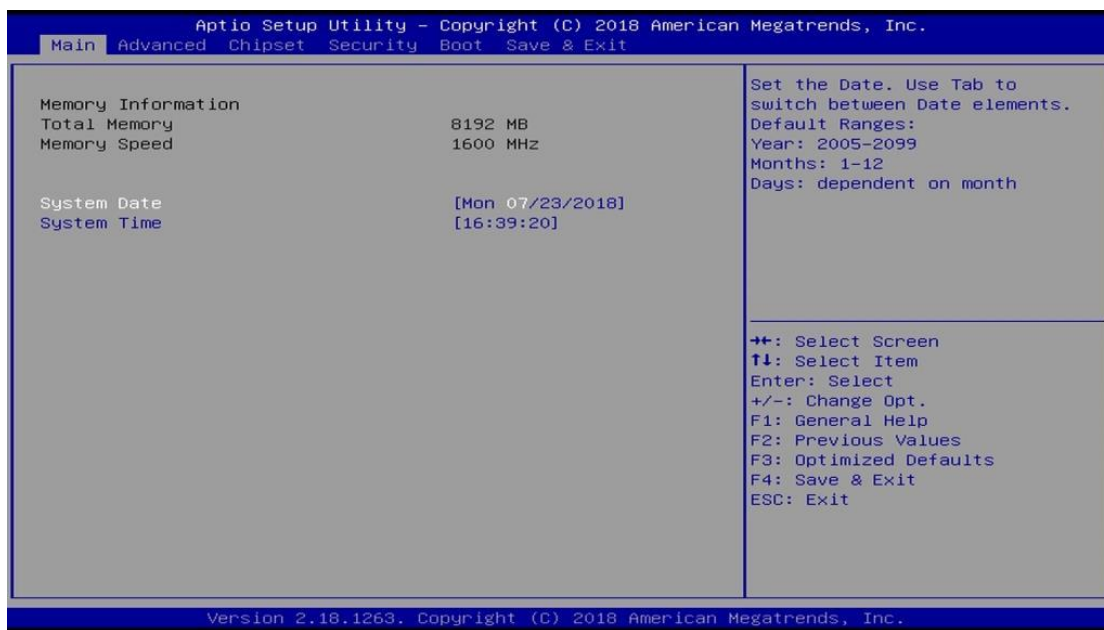 Aptio Setup Utility – Copyright (C) 2018 American Megatrends, Inc.
Main Advanced Chipset Security Boot Save & Exit
Memory Information
Total Memory 8192 MB
Memory Speed 1600 MHz
System Date [Mon 07/23/2018]
System Time [16:39:20]
Set the Date. Use Tab to
switch between Date elements.
Default Ranges:
Year: 2005-2099
Months: 1-12
Days: dependent on month
→←: Select Screen
↑↓: Select Item
Enter: Select
+/-: Change Opt.
F1: General Help
F2: Previous Values
F3: Optimized Defaults
F4: Save & Exit
ESC: Exit
Version 2.18.1263. Copyright (C) 2018 American Megatrends, Inc.